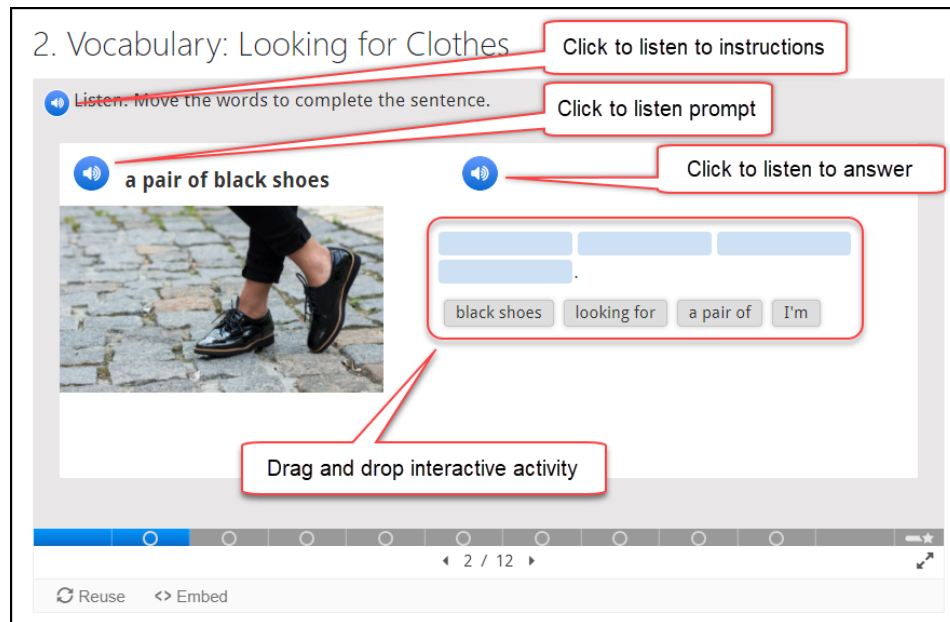 2. Vocabulary: Looking for Clothes
Click to listen to instructions
Listen. Move the words to complete the sentence.
Click to listen prompt
a pair of black shoes
Click to listen to answer
.
black shoes looking for a pair of I'm
Drag and drop interactive activity
2 / 12
Reuse <> Embed